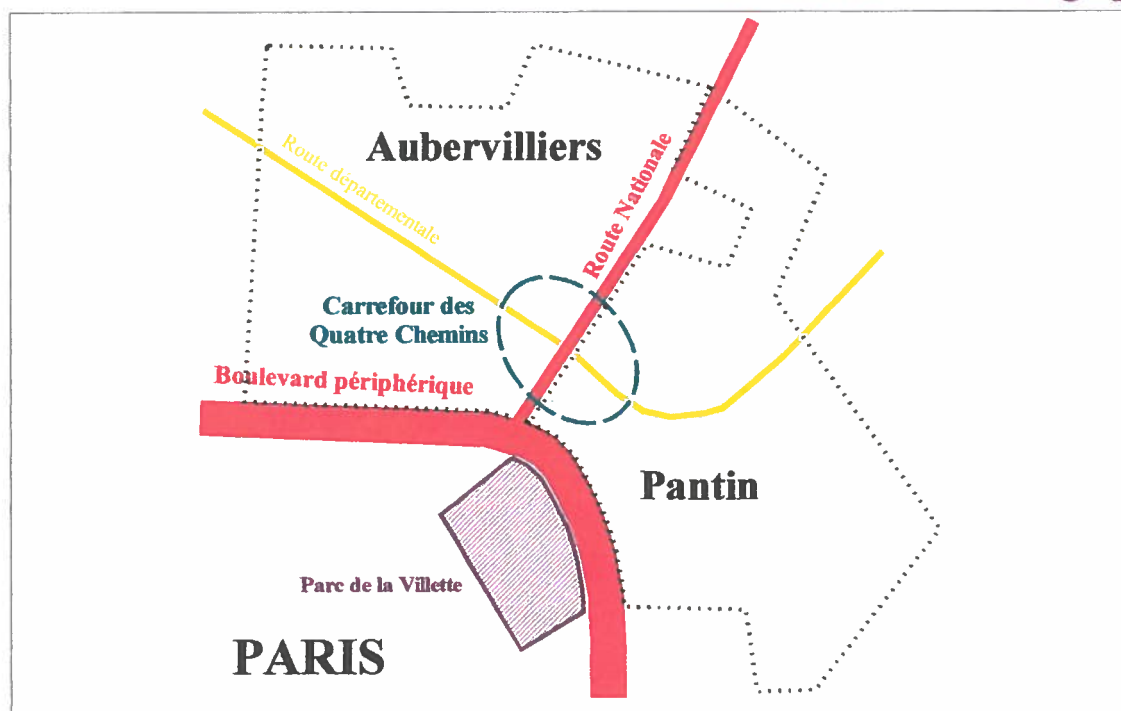 Aubervilliers
Route départementale
Route Nationale
Carrefour des
Quatre Chemins
Boulevard périphérique
Pantin
Parc de la Villette
PARIS